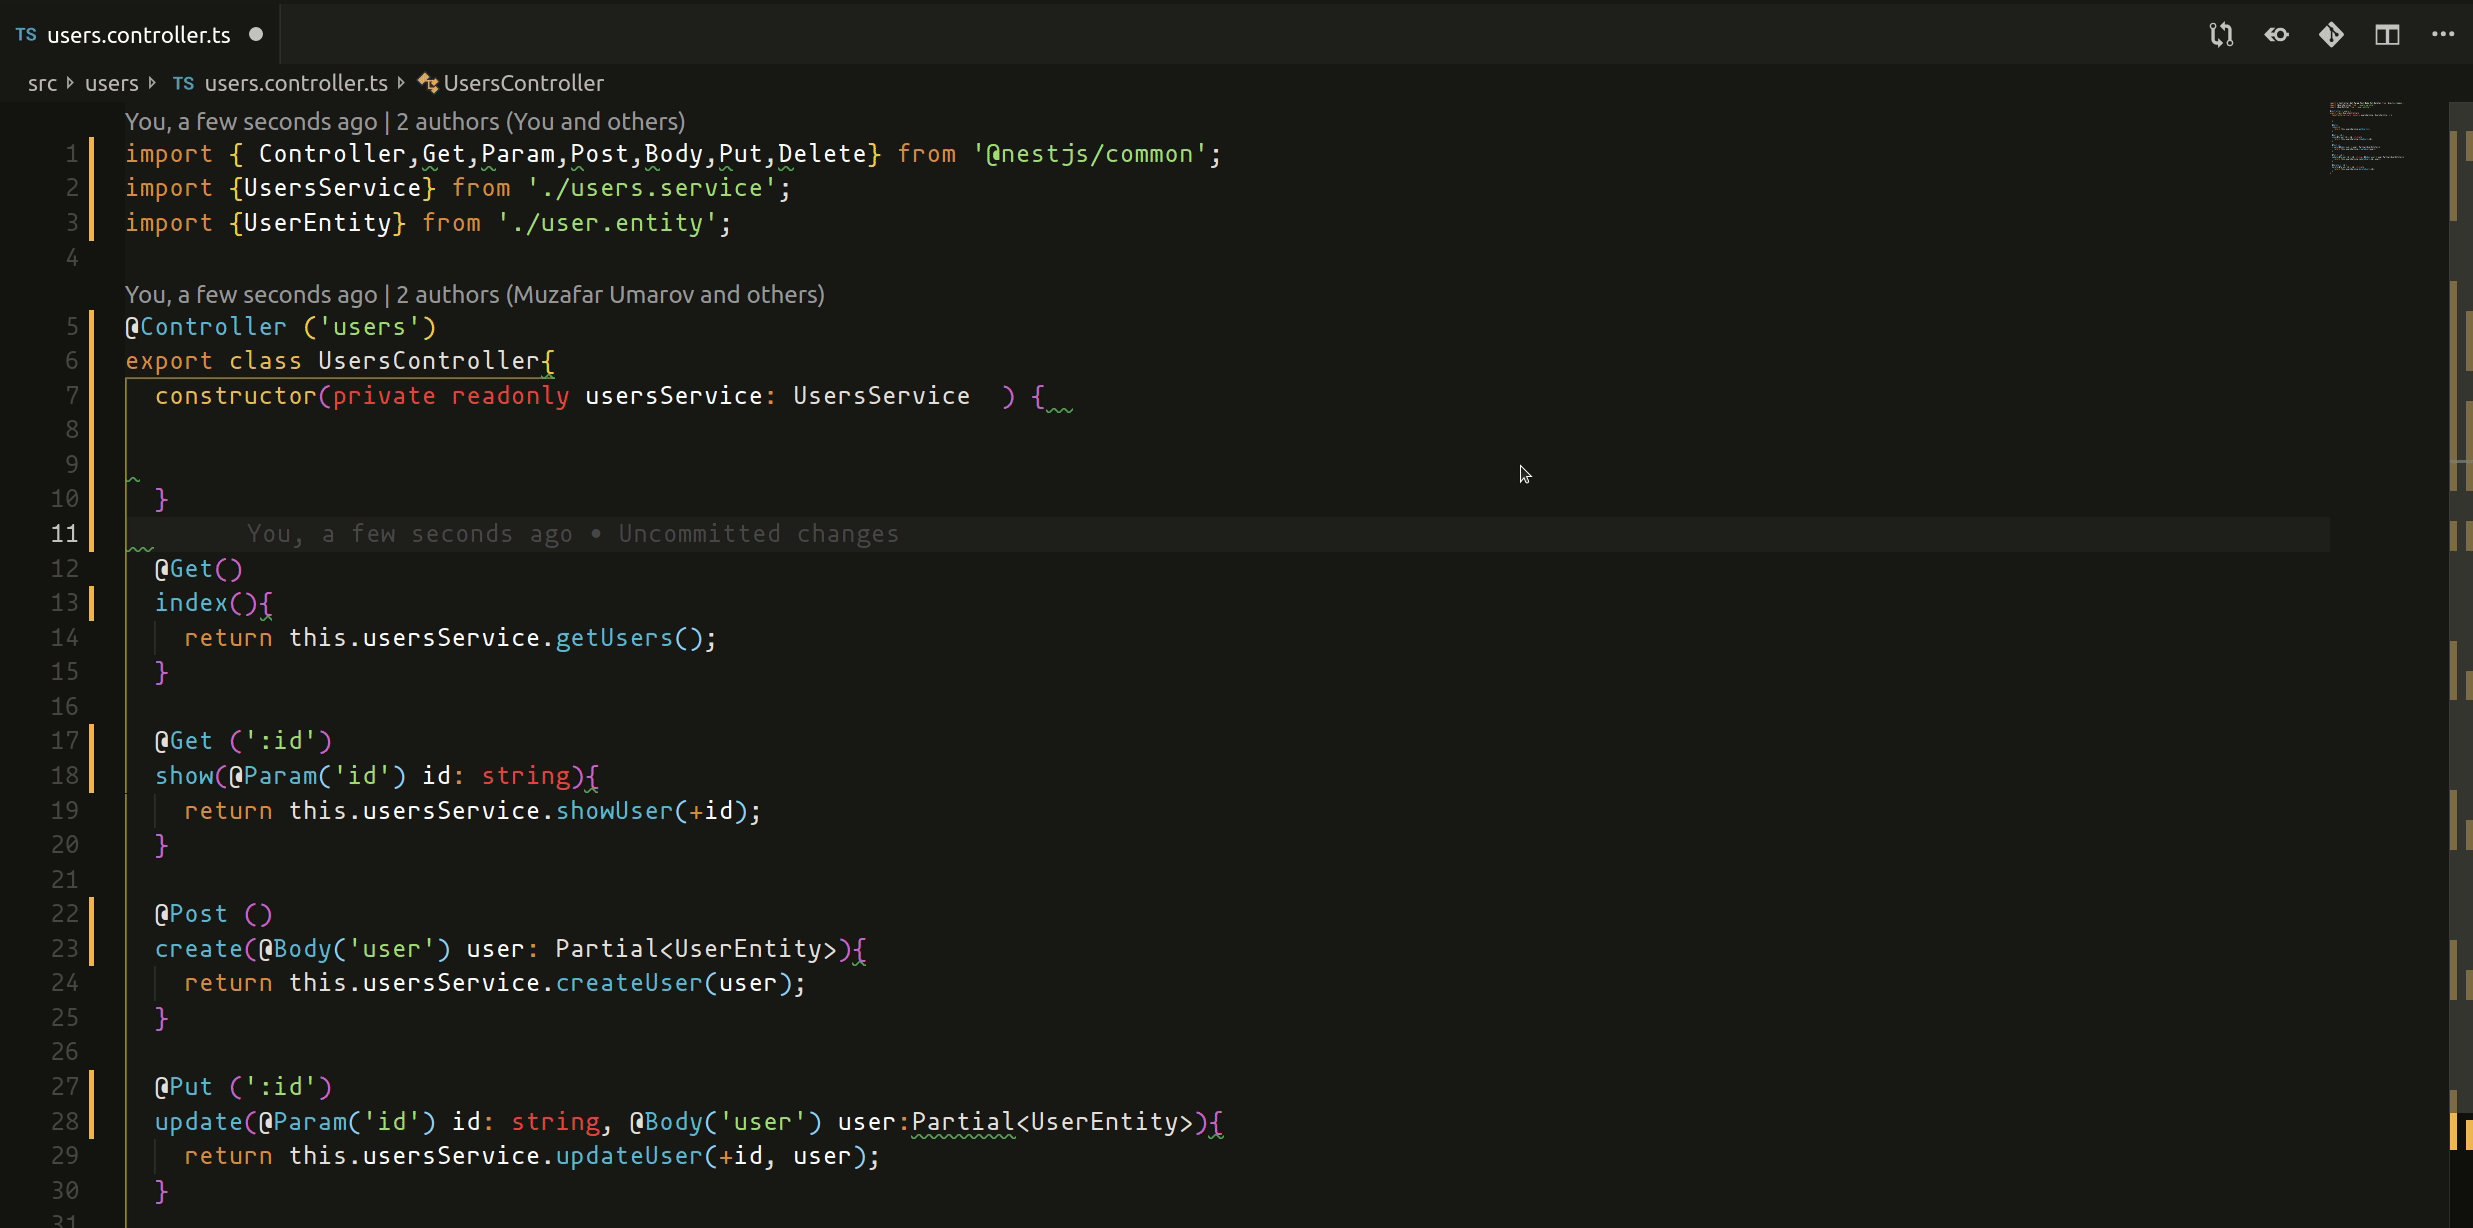 TS users.controller.ts
src users TS users.controller.ts UsersController
You, a few seconds ago | 2 authors (You and others)
1 import { Controller,Get,Param,Post,Body,Put,Delete} from '@nestjs/common';
2 import {UsersService} from './users.service';
3 import {UserEntity} from './user.entity';
4
You, a few seconds ago | 2 authors (Muzafar Umarov and others)
5 @Controller ('users')
6 export class UsersController{
7 constructor(private readonly usersService: UsersService  ) {
8
9
10 }
11 You, a few seconds ago • Uncommitted changes
12 @Get()
13 index(){
14 return this.usersService.getUsers();
15 }
16
17 @Get (':id')
18 show(@Param('id') id: string){
19 return this.usersService.showUser(+id);
20 }
21
22 @Post ()
23 create(@Body('user') user: Partial<UserEntity>){
24 return this.usersService.createUser(user);
25 }
26
27 @Put (':id')
28 update(@Param('id') id: string, @Body('user') user:Partial<UserEntity>){
29 return this.usersService.updateUser(+id, user);
30 }
31